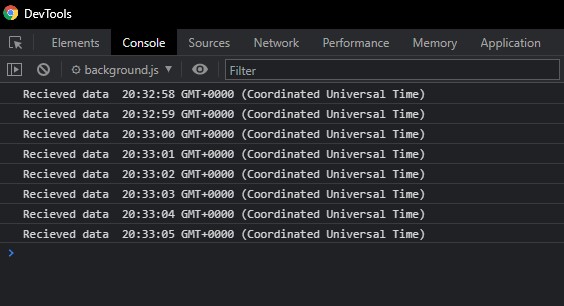 DevTools
Elements Console Sources Network Performance Memory Application
background.js ▼ Filter
Recieved data 20:32:58 GMT+0000 (Coordinated Universal Time)
Recieved data 20:32:59 GMT+0000 (Coordinated Universal Time)
Recieved data 20:33:00 GMT+0000 (Coordinated Universal Time)
Recieved data 20:33:01 GMT+0000 (Coordinated Universal Time)
Recieved data 20:33:02 GMT+0000 (Coordinated Universal Time)
Recieved data 20:33:03 GMT+0000 (Coordinated Universal Time)
Recieved data 20:33:04 GMT+0000 (Coordinated Universal Time)
Recieved data 20:33:05 GMT+0000 (Coordinated Universal Time)